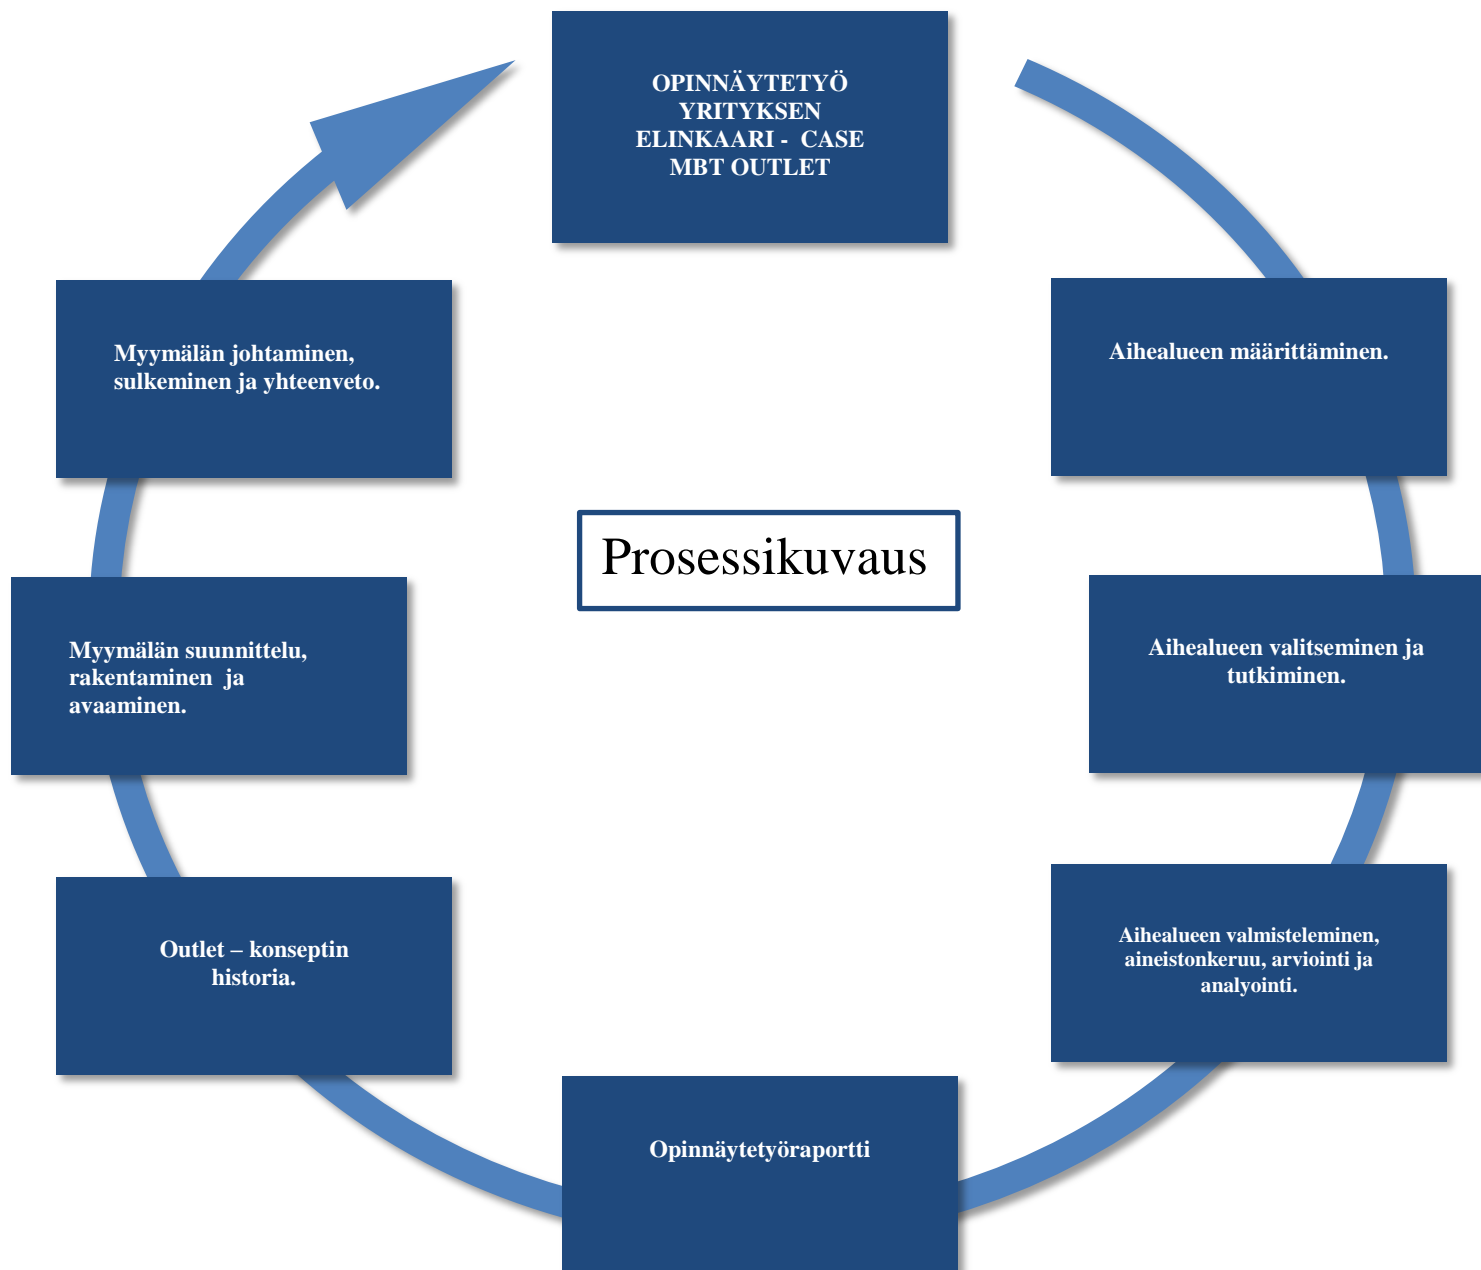 OPINNÄYTETYÖ
YRITYKSEN
ELINKAARI - CASE
MBT OUTLET
Aihealueen määrittäminen.
Aihealueen valitseminen ja
tutkiminen.
Aihealueen valmisteleminen,
aineistonkeruu, arviointi ja
analyointi.
Opinnäytetyöraportti
Outlet – konseptin
historia.
Myymälän suunnittelu,
rakentaminen ja
avaaminen.
Myymälän johtaminen,
sulkeminen ja yhteenveto.
Prosessikuvaus